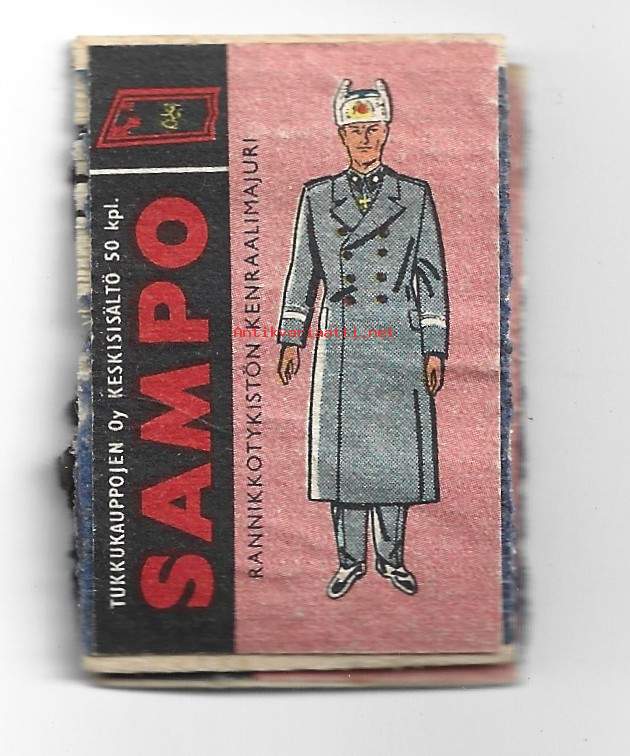 TUKKUKAUPPOJEN Oy KESKISISÄLTÖ 50 kpl.
SAMPO
RANNIKKOTYKISTÖN KENRAALIMAJURI
Antikvariaatti.net